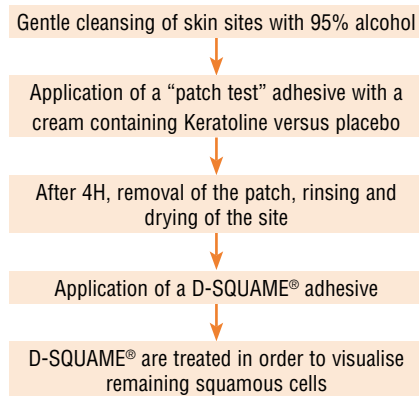 Gentle cleansing of skin sites with 95% alcohol
Application of a “patch test” adhesive with a
cream containing Keratoline versus placebo
After 4H, removal of the patch, rinsing and
drying of the site
Application of a D-SQUAME® adhesive
D-SQUAME® are treated in order to visualise
remaining squamous cells